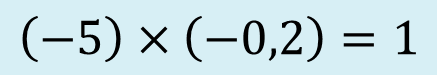 (−5) × (−0,2) = 1